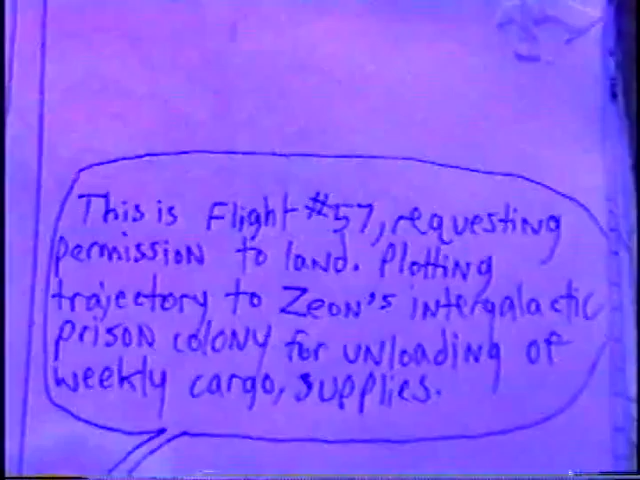 This is Flight #57, requesting
permission to land. Plotting
trajectory to Zeon's intergalactic
prison colony for unloading of
weekly cargo, supplies.